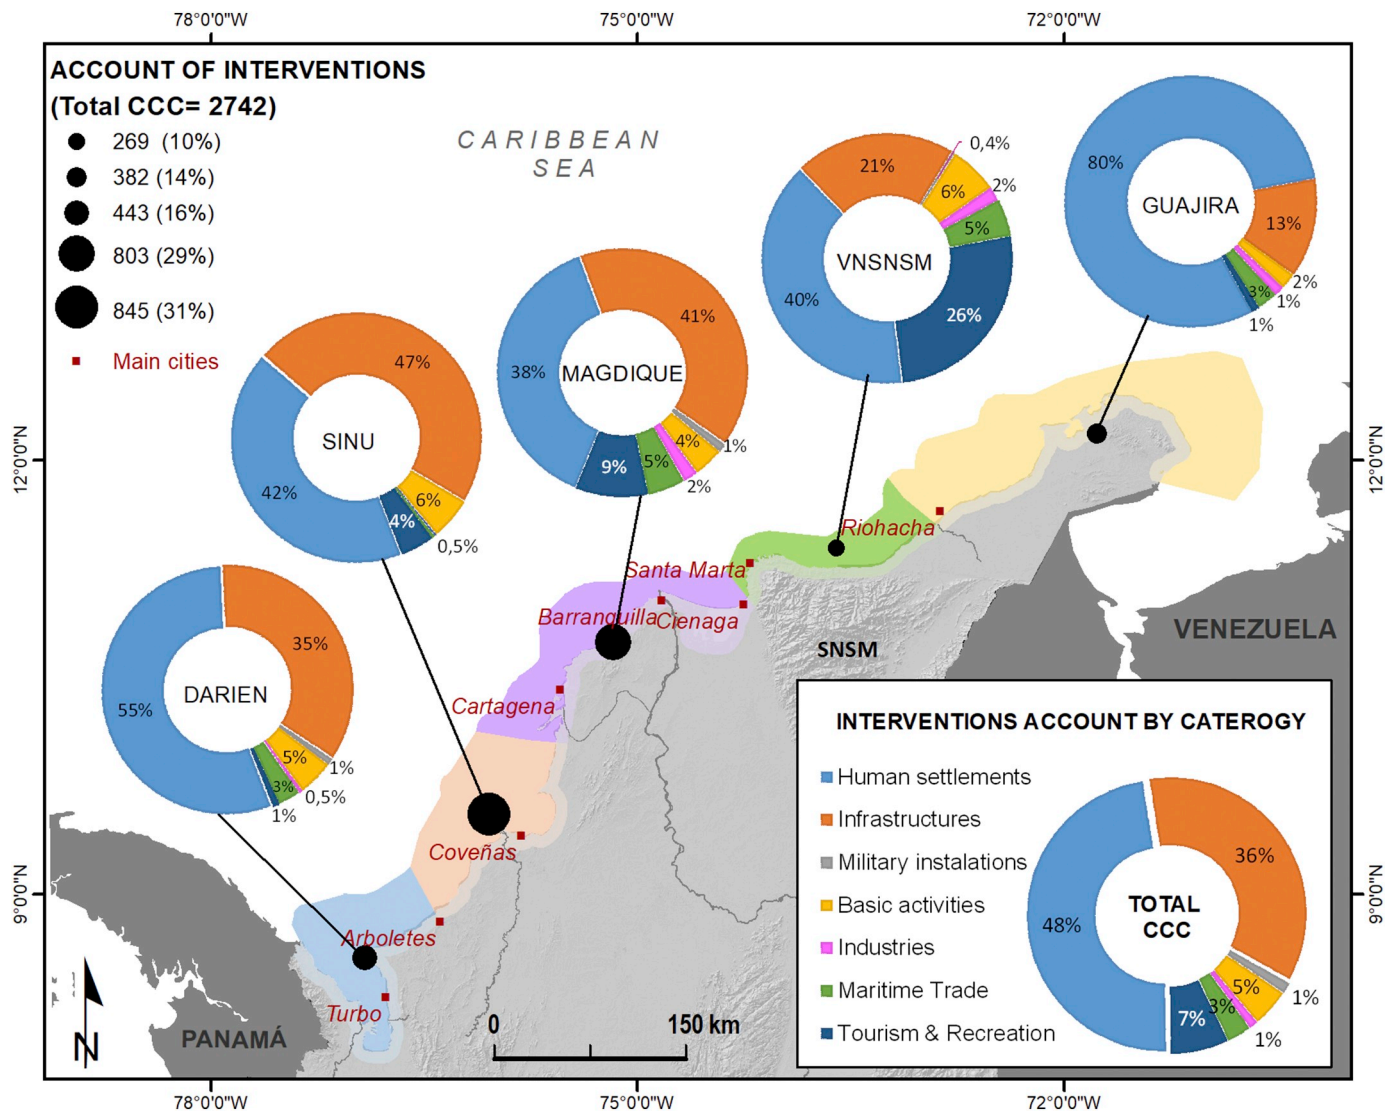 78°0'0"W 75°0'0"W 72°0'0"W
ACCOUNT OF INTERVENTIONS
(Total CCC= 2742)
269 (10%)
382 (14%)
443 (16%)
803 (29%)
845 (31%)
Main cities
CARIBBEAN
SEA
80%
GUAJIRA
13%
2%
1%
3%
1%
21%
0,4%
6%
2%
5%
VNSNSM
40%
26%
41%
38%
MAGDIQUE
1%
4%
2%
5%
9%
47%
SINU
42%
6%
0,5%
4%
35%
DARIEN
55%
1%
5%
0,5%
3%
1%
12°0'0"N
12°0'0"N
Riohacha
Santa Marta
Barranquilla
Cienaga
Cartagena
Coveñas
Arboletes
Turbo
SNSM
VENEZUELA
PANAMÁ
9°0'0"N
9°0'0"N
N
0 150 km
INTERVENTIONS ACCOUNT BY CATEROGY
Human settlements
Infrastructures
Military instalations
Basic activities
Industries
Maritime Trade
Tourism & Recreation
36%
48%
TOTAL
CCC
1%
5%
1%
3%
7%
78°0'0"W 75°0'0"W 72°0'0"W